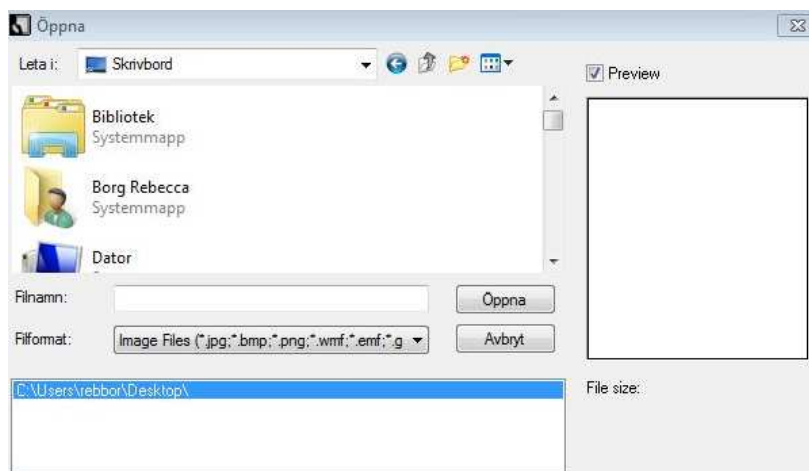 Öppna
Leta i: Skrivbord
Preview
Bibliotek
Systemmapp
Borg Rebecca
Systemmapp
Dator
Filnamn:
Öppna
Filformat: Image Files (*.jpg;*.bmp;*.png;*.wmf;*.emf;*.g
Avbryt
C:\Users\rebbor\Desktop\
File size: